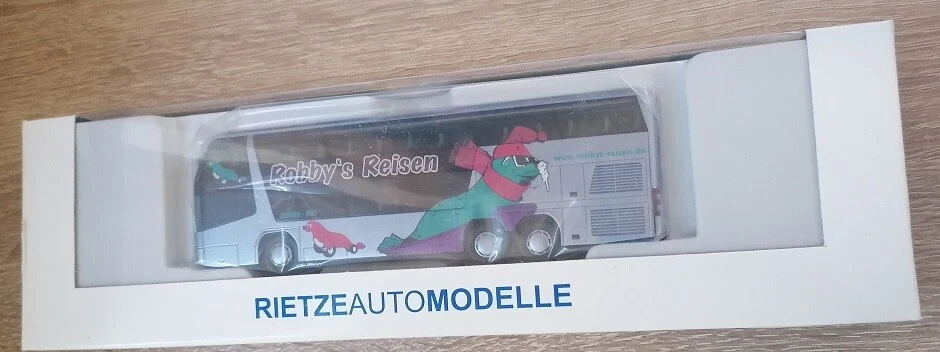 Robby's Reisen
www.robbys-reisen.de
RIETZEAUTOMODELLE